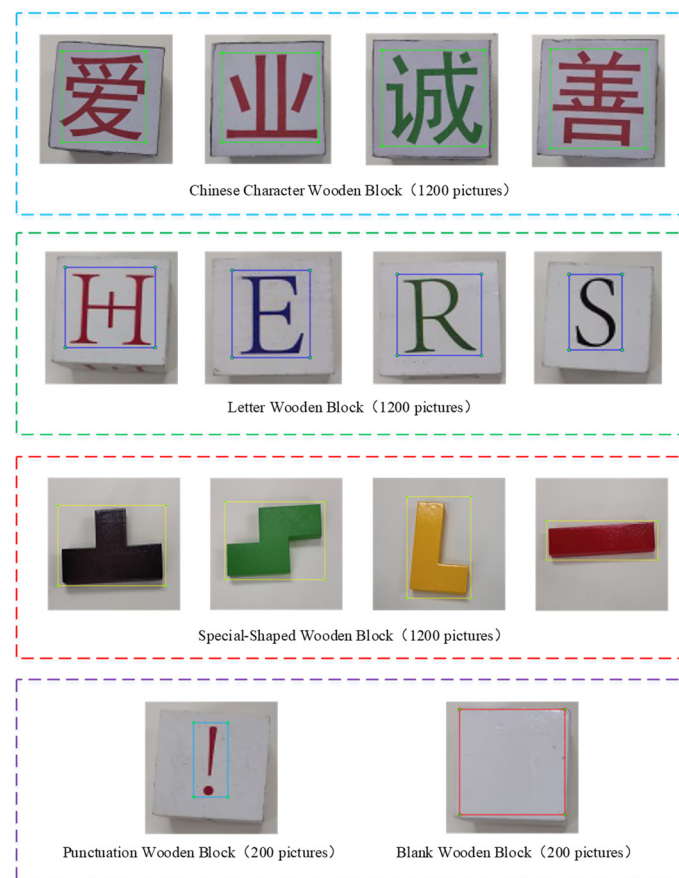 爱 业 诚 善
Chinese Character Wooden Block（1200 pictures）
H E R S
Letter Wooden Block（1200 pictures）
Special-Shaped Wooden Block（1200 pictures）
!
Punctuation Wooden Block（200 pictures） Blank Wooden Block（200 pictures）